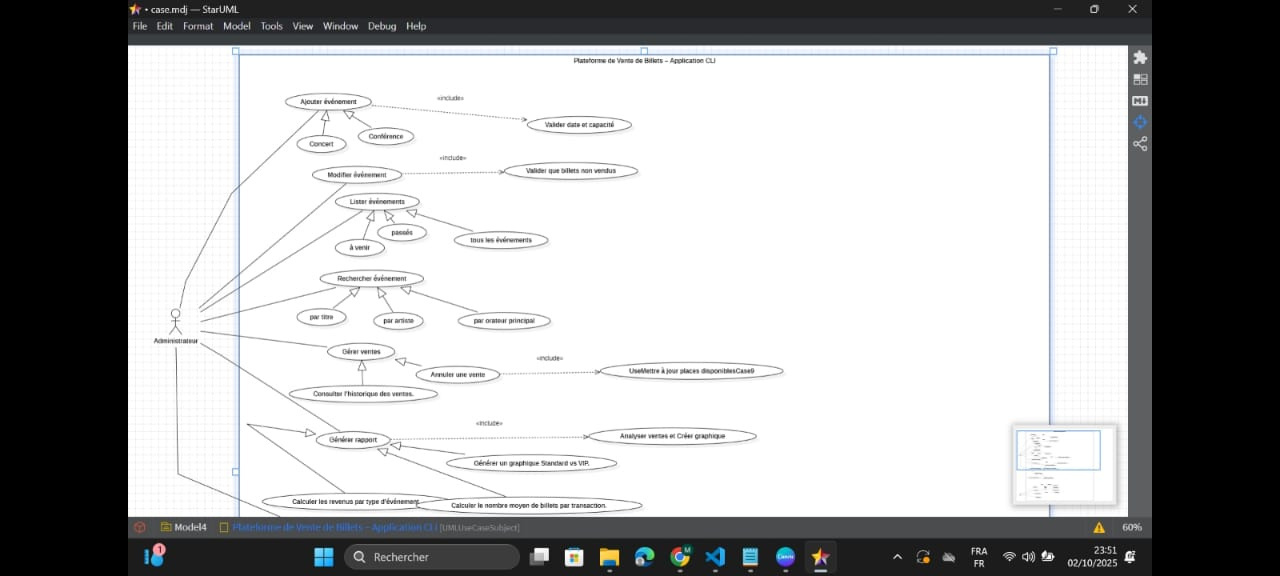 • case.mdj — StarUML
File Edit Format Model Tools View Window Debug Help
Plateforme de Vente de Billets – Application CLI
Ajouter événement
«include»
Valider date et capacité
Concert
Conférence
«include»
Modifier événement
Valider que billets non vendus
Lister événements
passés
à venir
tous les événements
Rechercher événement
par titre
par artiste
par orateur principal
Administrateur
Gérer ventes
«include»
Annuler une vente
UseMettre à jour places disponiblesCase9
Consulter l'historique des ventes.
«include»
Générer rapport
Analyser ventes et Créer graphique
Générer un graphique Standard vs VIP.
Calculer les revenus par type d'événement
Calculer le nombre moyen de billets par transaction.
Model4 Plateforme de Vente de Billets – Application CLI [UMLUseCaseSubject] 60%
1 Rechercher FRA 23:51
FR 02/10/2025